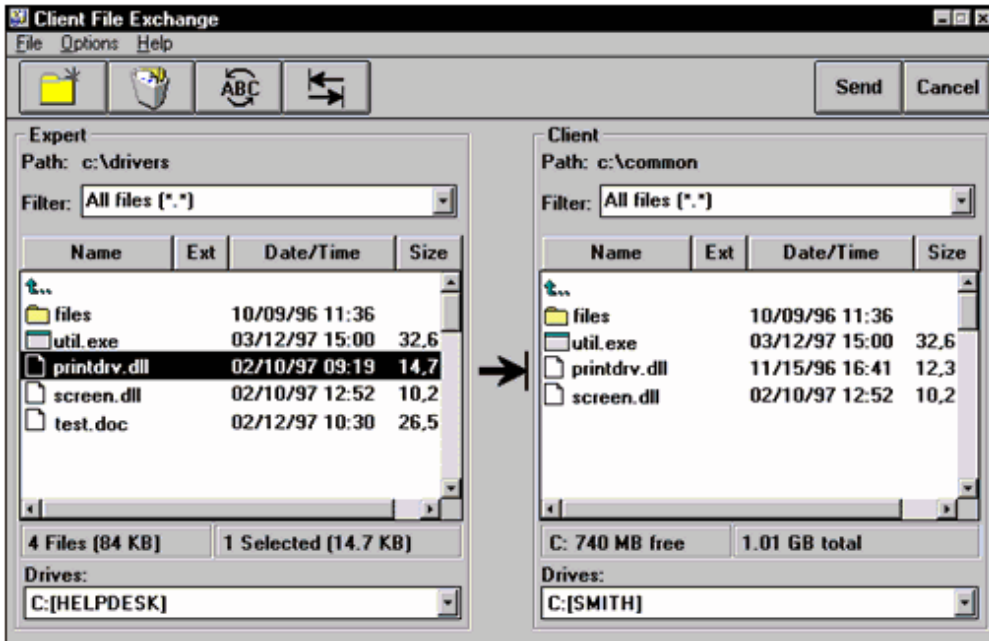 Client File Exchange
File Options Help
ABC
Send Cancel
Expert
Path: c:\drivers
Filter: All files (*.*)
Name Ext Date/Time Size
files 10/09/96 11:36
util.exe 03/12/97 15:00 32,6
printdrv.dll 02/10/97 09:19 14,7
screen.dll 02/10/97 12:52 10,2
test.doc 02/12/97 10:30 26,5
4 Files (84 KB) 1 Selected (14.7 KB)
Drives:
C:[HELPDESK]
Client
Path: c:\common
Filter: All files (*.*)
Name Ext Date/Time Size
files 10/09/96 11:36
util.exe 03/12/97 15:00 32,6
printdrv.dll 11/15/96 16:41 12,3
screen.dll 02/10/97 12:52 10,2
C: 740 MB free 1.01 GB total
Drives:
C:[SMITH]